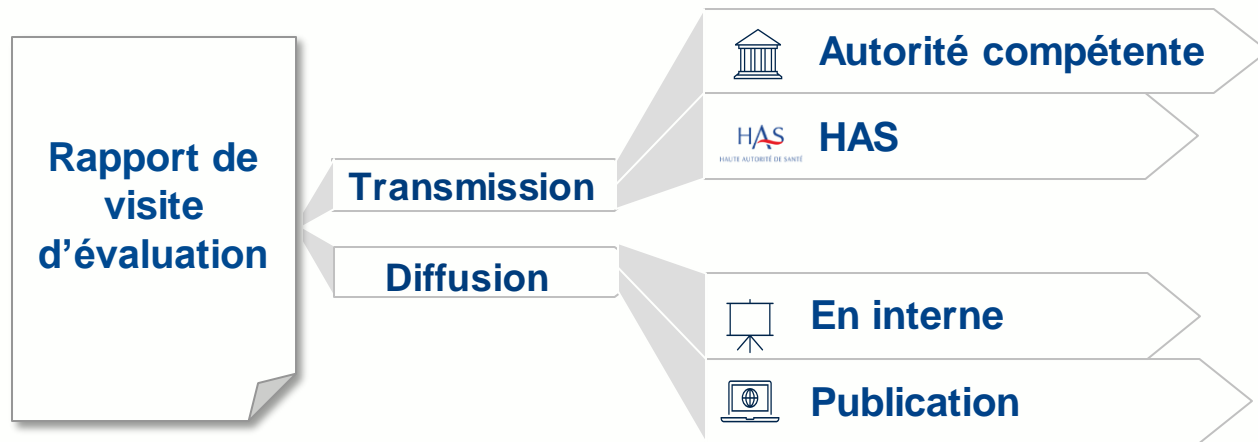 Rapport de
visite
d’évaluation
Transmission
Autorité compétente
HAS
HAUTE AUTORITÉ DE SANTÉ
HAS
Diffusion
En interne
Publication